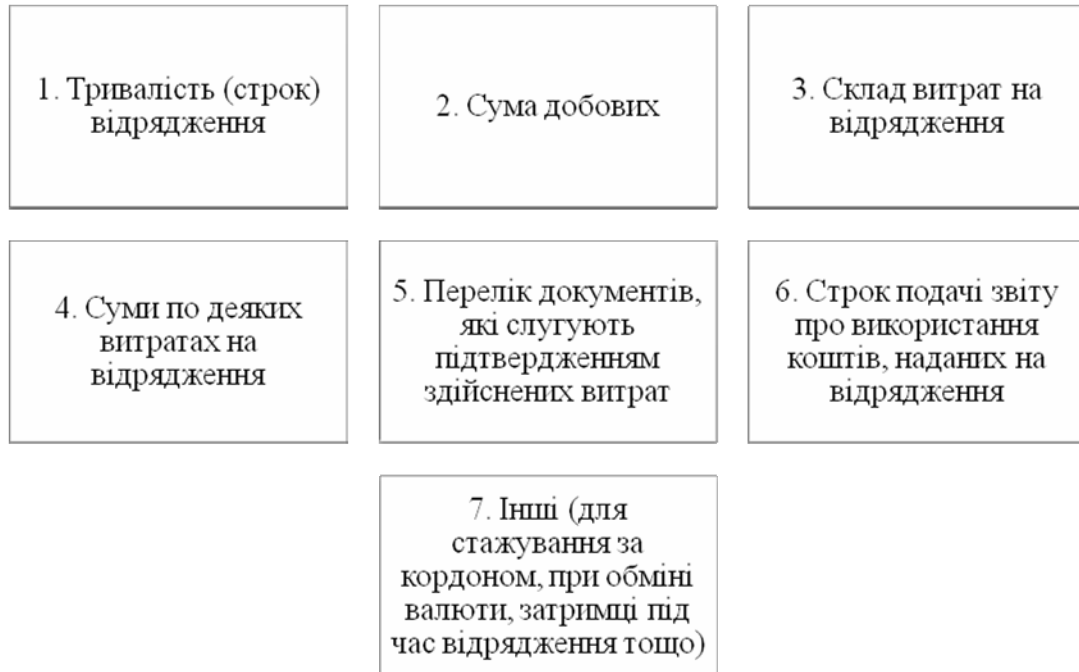 1. Тривалість (строк)
відрядження
2. Сума добових
3. Склад витрат на
відрядження
4. Суми по деяких
витратах на
відрядження
5. Перелік документів,
які слугують
підтвердженням
здійснених витрат
6. Строк подачі звіту
про використання
коштів, наданих на
відрядження
7. Інші (для
стажування за
кордоном, при обміні
валюти, затримці під
час відрядження тощо)